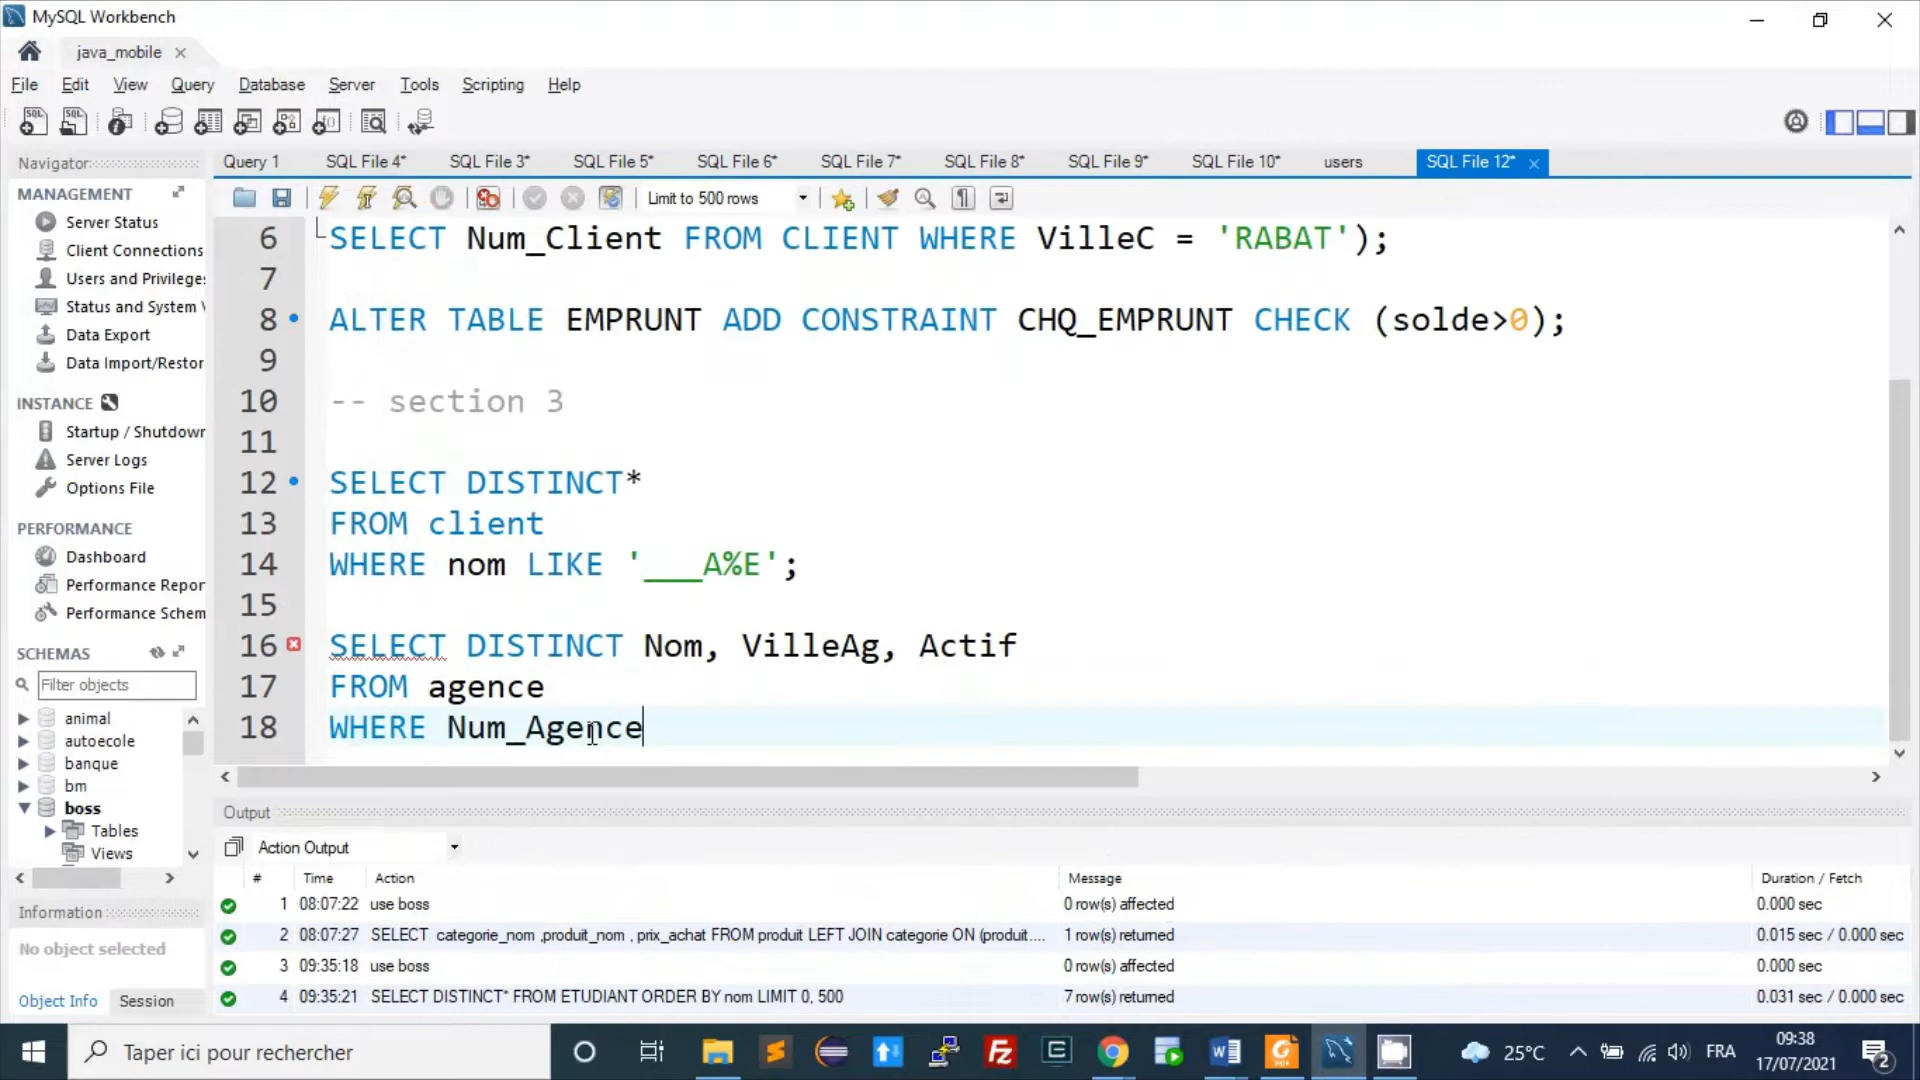 MySQL Workbench
java_mobile
File Edit View Query Database Server Tools Scripting Help
Navigator
Query 1 SQL File 4* SQL File 3* SQL File 5* SQL File 6* SQL File 7* SQL File 8* SQL File 9* SQL File 10* users SQL File 12*
MANAGEMENT
Server Status
Client Connections
Users and Privilege
Status and System V
Data Export
Data Import/Restor
INSTANCE
Startup / Shutdown
Server Logs
Options File
PERFORMANCE
Dashboard
Performance Repor
Performance Schem
SCHEMAS
Filter objects
animal
autoecole
banque
bm
boss
Tables
Views
Information
No object selected
Object Info Session
Limit to 500 rows
6 SELECT Num_Client FROM CLIENT WHERE VilleC = 'RABAT');
7
8 ALTER TABLE EMPRUNT ADD CONSTRAINT CHQ_EMPRUNT CHECK (solde>0);
9
10 -- section 3
11
12 SELECT DISTINCT*
13 FROM client
14 WHERE nom LIKE '___A%E';
15
16 SELECT DISTINCT Nom, VilleAg, Actif
17 FROM agence
18 WHERE Num_Agence
Output
Action Output
# Time Action Message Duration / Fetch
1 08:07:22 use boss 0 row(s) affected 0.000 sec
2 08:07:27 SELECT categorie_nom ,produit_nom , prix_achat FROM produit LEFT JOIN categorie ON (produit.... 1 row(s) returned 0.015 sec / 0.000 sec
3 09:35:18 use boss 0 row(s) affected 0.000 sec
4 09:35:21 SELECT DISTINCT* FROM ETUDIANT ORDER BY nom LIMIT 0, 500 7 row(s) returned 0.031 sec / 0.000 sec
Taper ici pour rechercher
25°C
FRA
09:38
17/07/2021
2